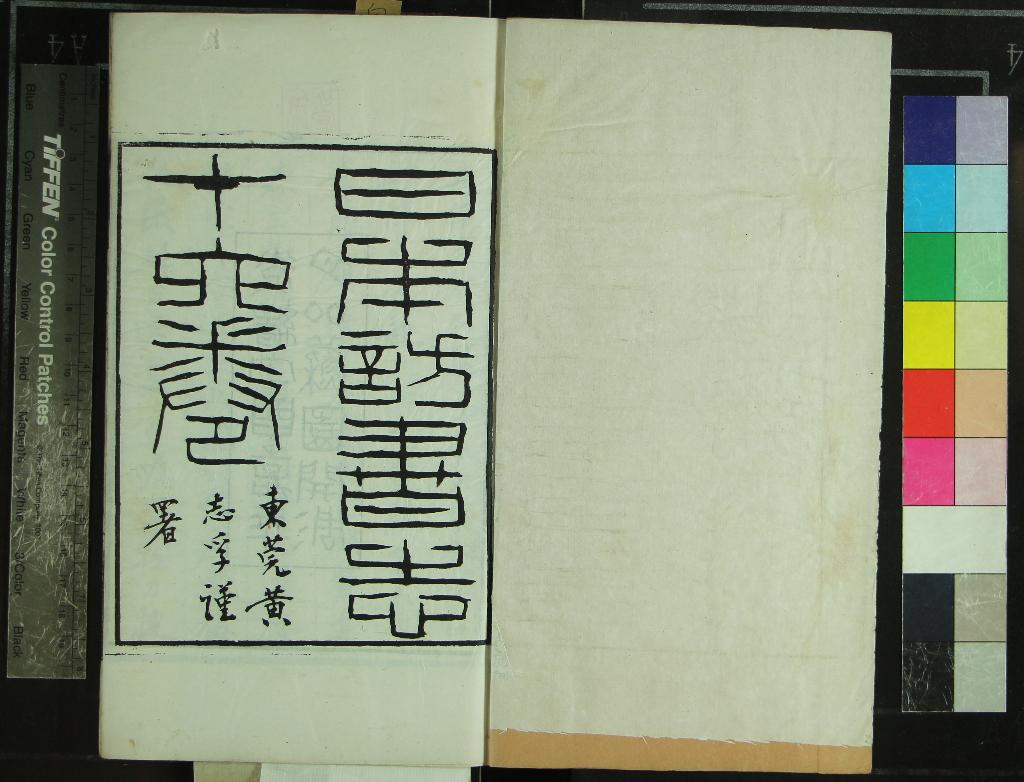 日本訪書志
十六卷
東莞黃
志孚謹
署
TIFFEN Color Control Patches
Blue Cyan Green Yellow Red Magenta White 3/Color Black
Centimetres